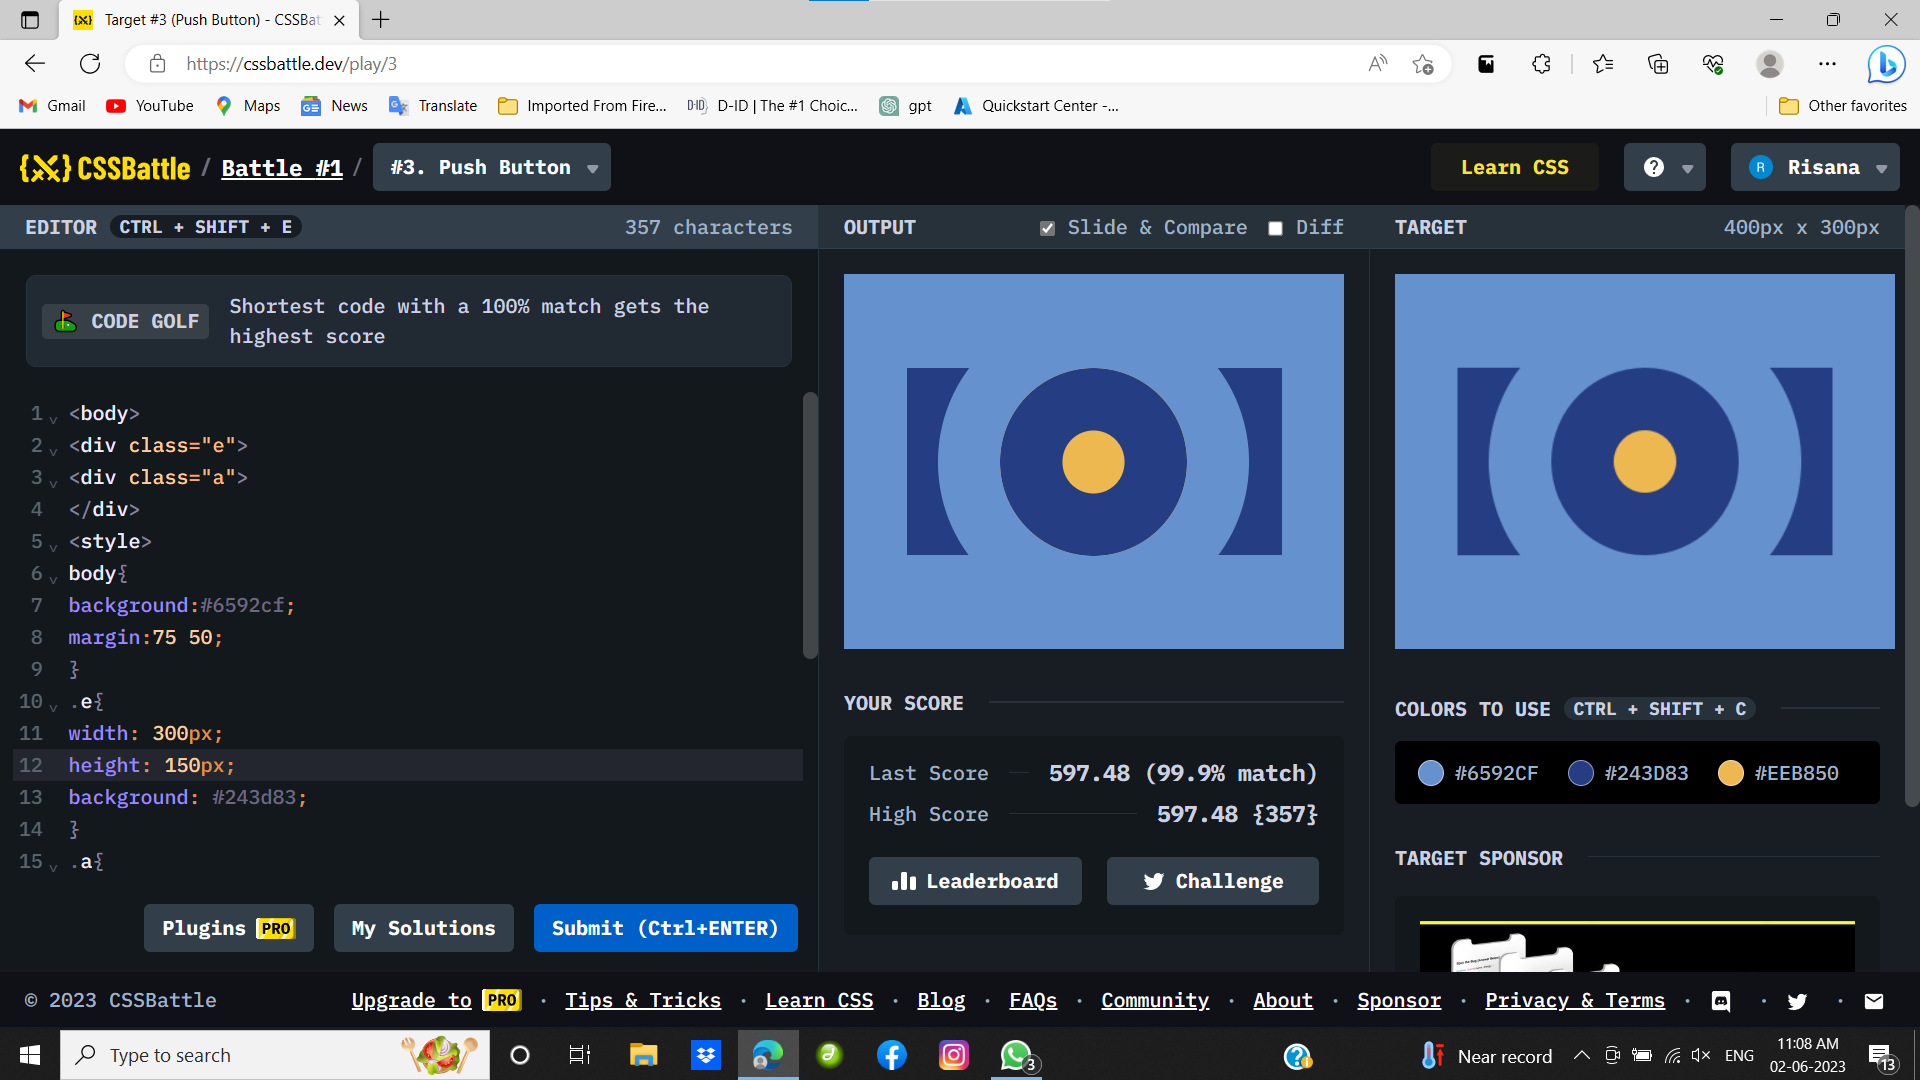 Target #3 (Push Button) - CSSBat
https://cssbattle.dev/play/3
Gmail YouTube Maps News Translate Imported From Fire... D-ID | The #1 Choic... gpt Quickstart Center -... Other favorites
{X} CSSBattle / Battle #1 / #3. Push Button Learn CSS ? R Risana
EDITOR CTRL + SHIFT + E 357 characters
CODE GOLF Shortest code with a 100% match gets the
highest score
1 <body>
2 <div class="e">
3 <div class="a">
4 </div>
5 <style>
6 body{
7 background:#6592cf;
8 margin:75 50;
9 }
10 .e{
11 width: 300px;
12 height: 150px;
13 background: #243d83;
14 }
15 .a{
Plugins PRO My Solutions Submit (Ctrl+ENTER)
OUTPUT Slide & Compare Diff
YOUR SCORE
Last Score 597.48 (99.9% match)
High Score 597.48 {357}
Leaderboard Challenge
TARGET 400px x 300px
COLORS TO USE CTRL + SHIFT + C
#6592CF #243D83 #EEB850
TARGET SPONSOR
© 2023 CSSBattle Upgrade to PRO · Tips & Tricks · Learn CSS · Blog · FAQs · Community · About · Sponsor · Privacy & Terms
Type to search 3 Near record ENG 11:08 AM
02-06-2023 13